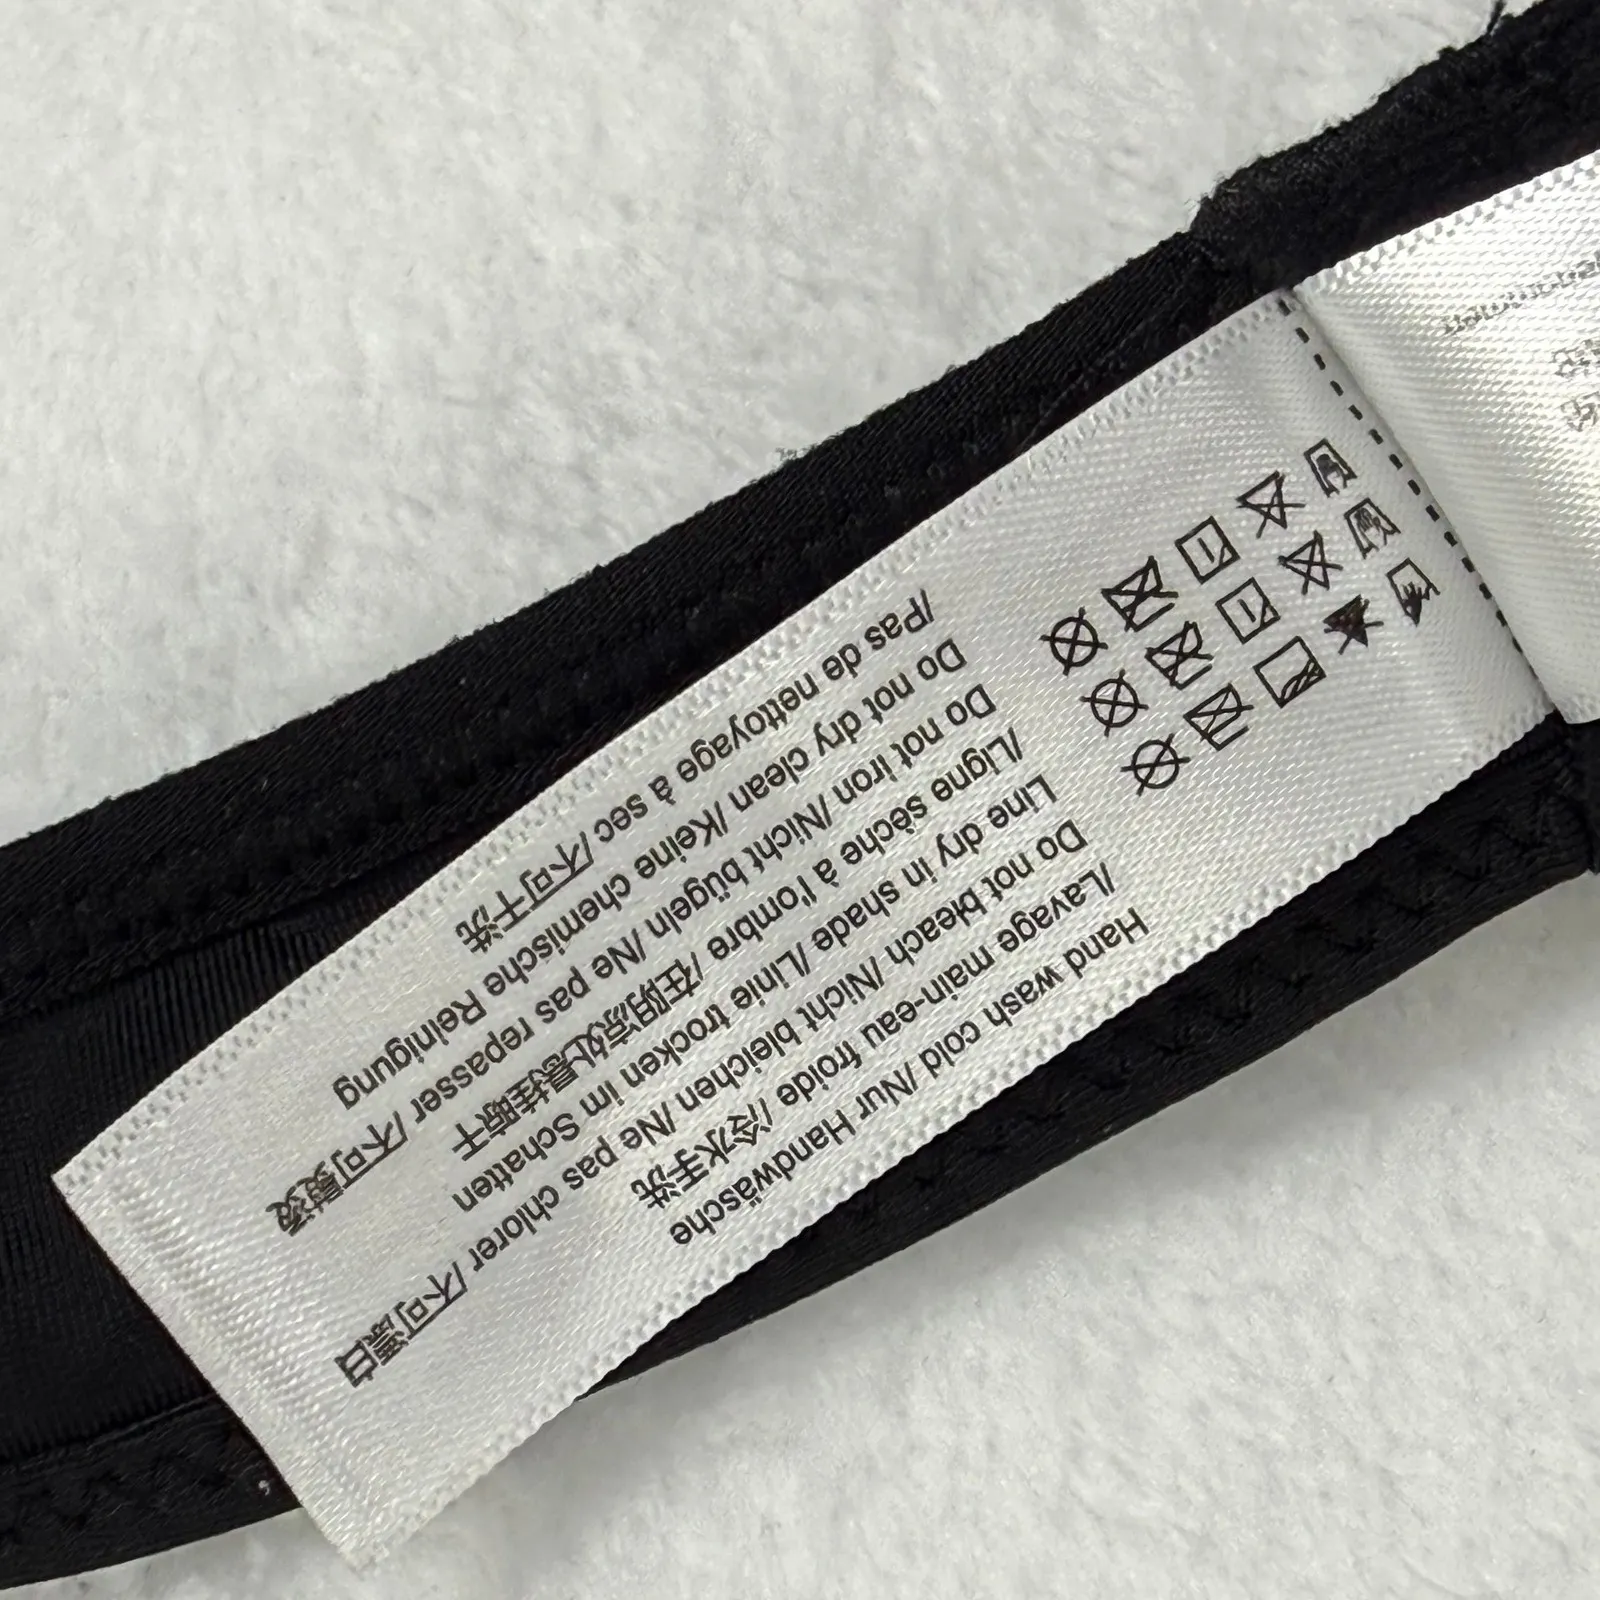 Hand wash cold /Nur Handwäsche
/Lavage main-eau froide /冷水手洗
Do not bleach /Nicht bleichen /Ne pas chlorer /不可漂白
Line dry in shade /Linie trocken im Schatten
/Ligne sèche à l'ombre /在阴凉处悬挂晾干
Do not iron /Nicht bügeln /Ne pas repasser /不可熨烫
Do not dry clean /Keine chemische Reinigung
/Pas de nettoyage à sec /不可干洗